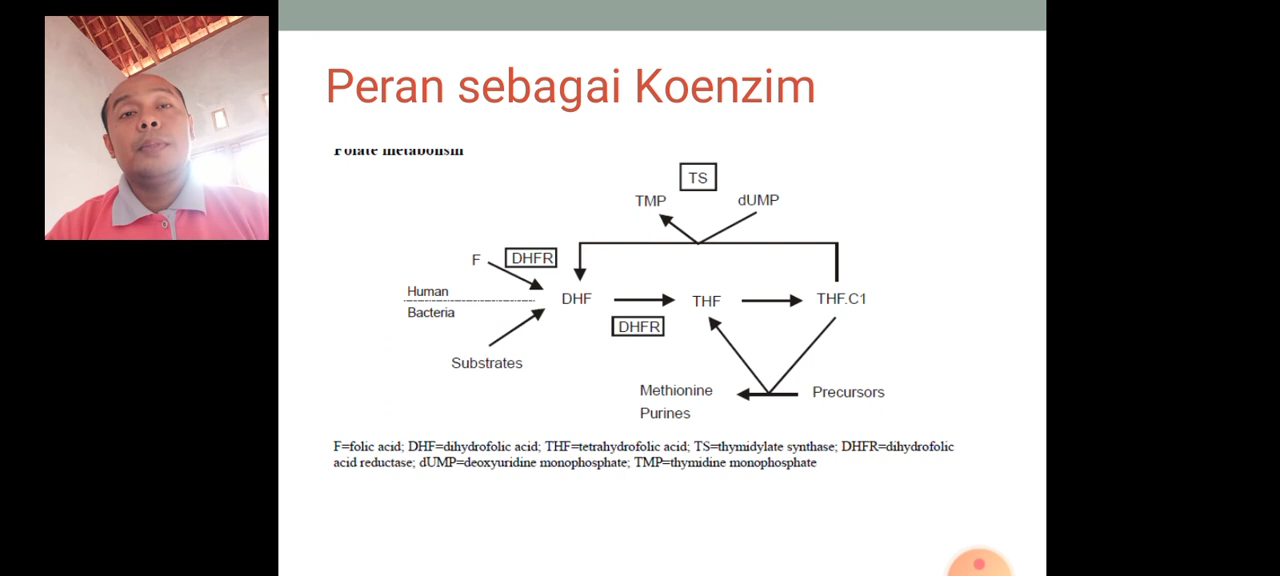 Peran sebagai Koenzim
Folate metabolism
TS
TMP
dUMP
F
DHFR
Human
Bacteria
DHF
THF
THF.C1
DHFR
Substrates
Methionine
Precursors
Purines
F=folic acid; DHF=dihydrofolic acid; THF=tetrahydrofolic acid; TS=thymidylate synthase; DHFR=dihydrofolic
acid reductase; dUMP=deoxyuridine monophosphate; TMP=thymidine monophosphate